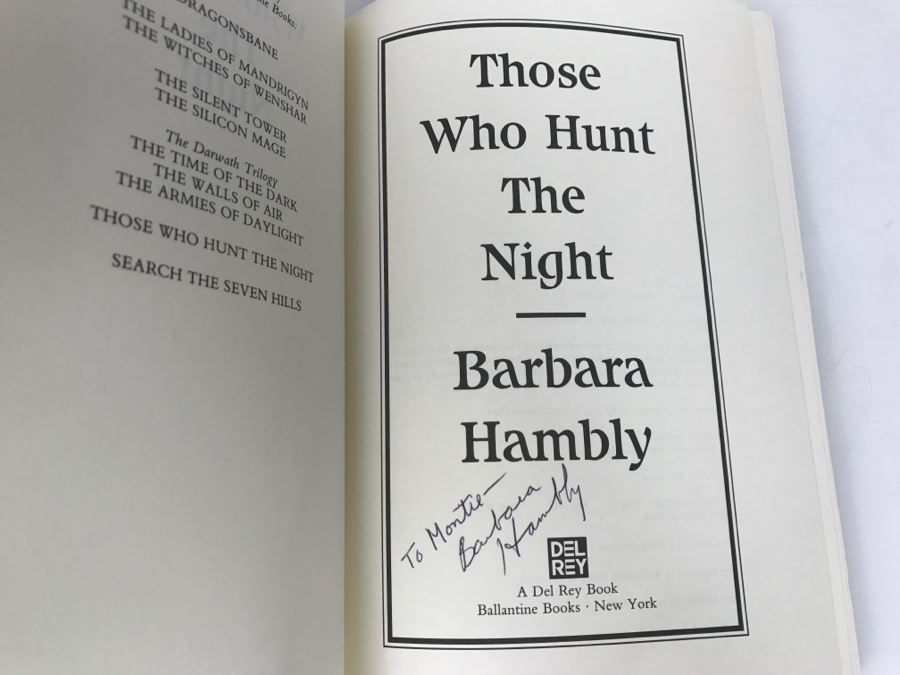 ne Books:
DRAGONSBANE
THE LADIES OF MANDRIGYN
THE WITCHES OF WENSHAR
THE SILENT TOWER
THE SILICON MAGE
The Darwath Trilogy
THE TIME OF THE DARK
THE WALLS OF AIR
THE ARMIES OF DAYLIGHT
THOSE WHO HUNT THE NIGHT
SEARCH THE SEVEN HILLS
Those
Who Hunt
The
Night
Barbara
Hambly
To Montie—
Barbara
Hambly
DEL
REY
A Del Rey Book
Ballantine Books · New York